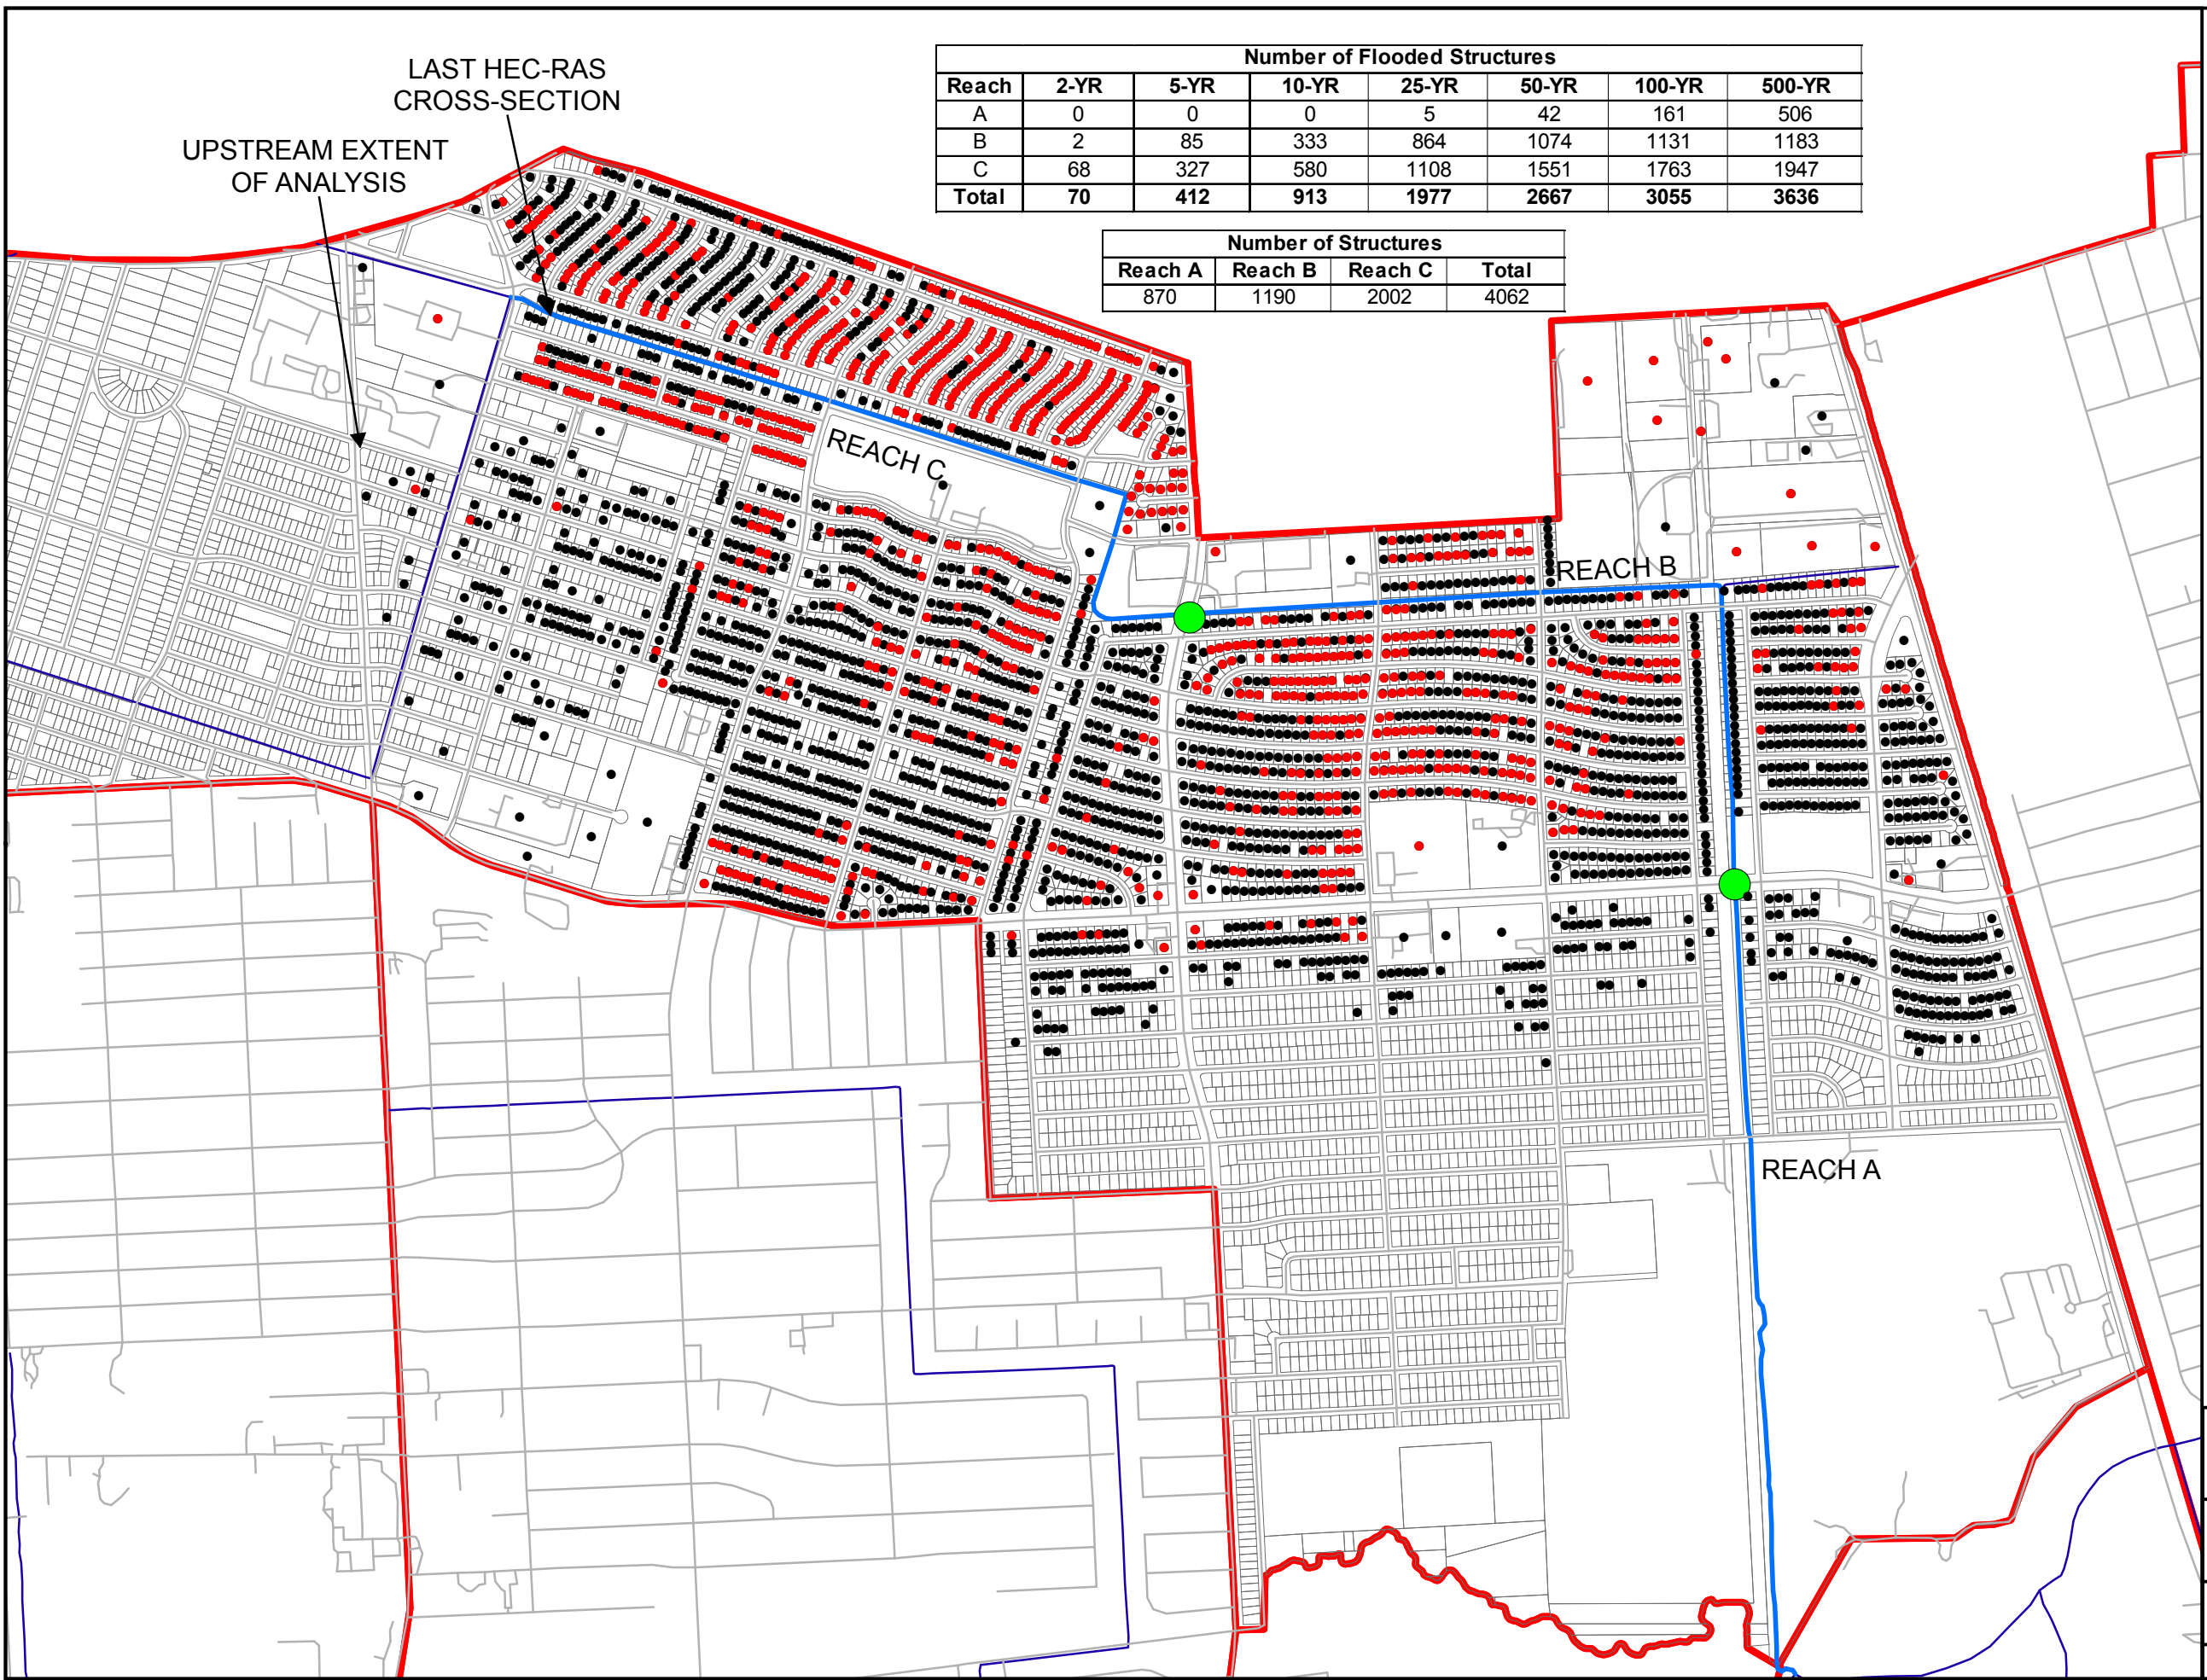 LAST HEC-RAS
CROSS-SECTION
UPSTREAM EXTENT
OF ANALYSIS
Number of Flooded Structures
Reach 2-YR 5-YR 10-YR 25-YR 50-YR 100-YR 500-YR
A 0 0 0 5 42 161 506
B 2 85 333 864 1074 1131 1183
C 68 327 580 1108 1551 1763 1947
Total 70 412 913 1977 2667 3055 3636
Number of Structures
Reach A Reach B Reach C Total
870 1190 2002 4062
REACH C
REACH B
REACH A